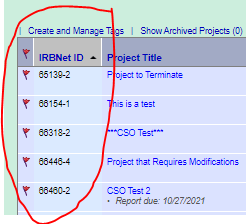 | Create and Manage Tags | Show Archived Projects (0)
IRBNet ID Project Title
65139-2 Project to Terminate
66154-1 This is a test
66318-2 ***CSO Test***
66446-4 Project that Requires Modifications
66460-2 CSO Test 2
• Report due: 10/27/2021